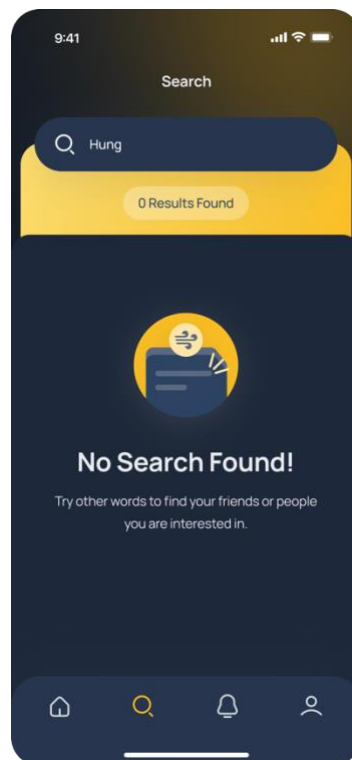 9:41
Search
Hung
0 Results Found
No Search Found!
Try other words to find your friends or people
you are interested in.